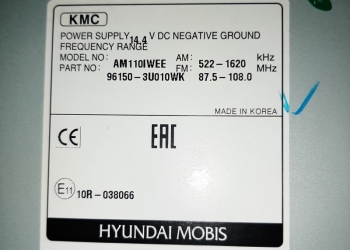 KMC
POWER SUPPLY 14.4 V DC NEGATIVE GROUND
FREQUENCY RANGE
MODEL NO: AM110IWEE AM: 522-1620 kHz
PART NO: 96150-3U010WK FM: 87.5-108.0 MHz
MADE IN KOREA
CE EAC
E11 10R-038066
HYUNDAI MOBIS